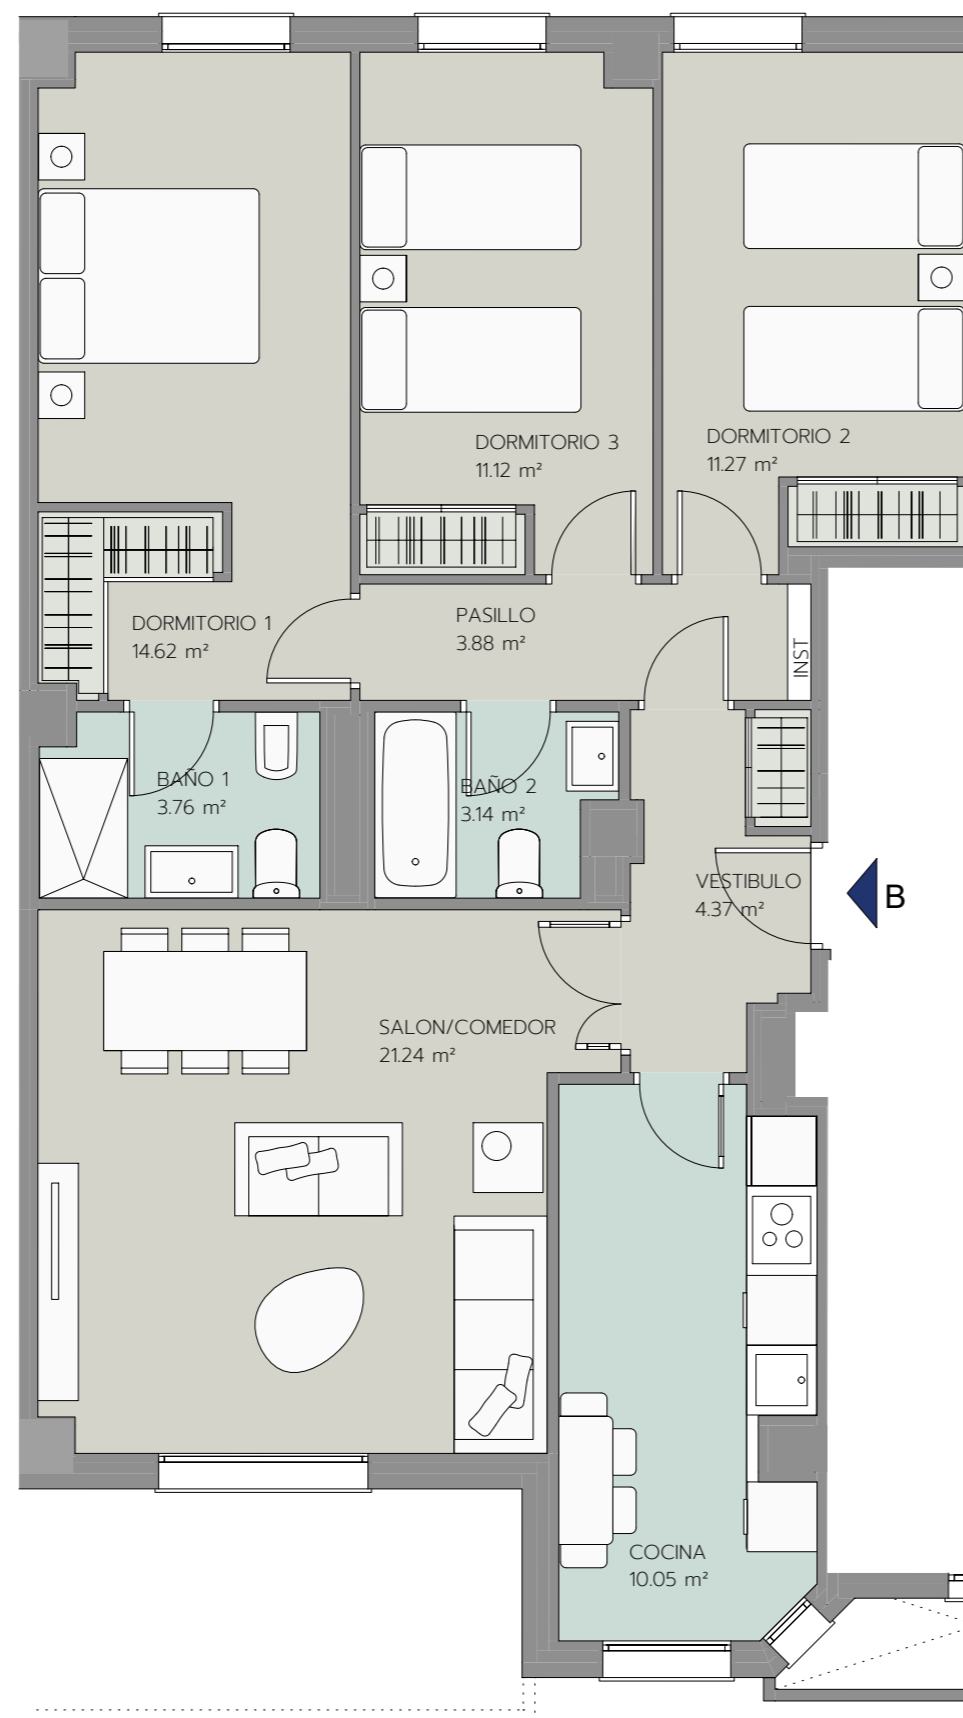 DORMITORIO 3
11.12 m²
DORMITORIO 2
11.27 m²
DORMITORIO 1
14.62 m²
PASILLO
3.88 m²
INST
BAÑO 1
3.76 m²
BAÑO 2
3.14 m²
VESTIBULO
4.37 m²
B
SALON/COMEDOR
21.24 m²
COCINA
10.05 m²